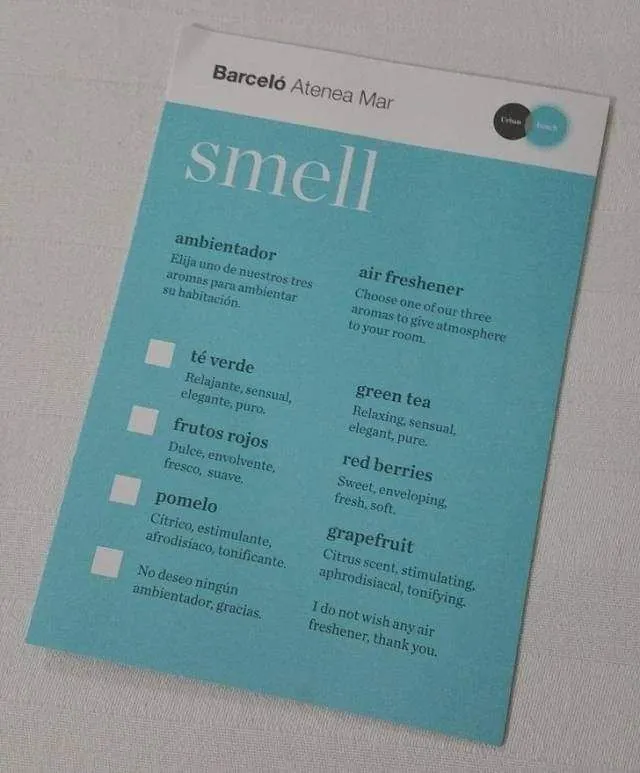 Barceló Atenea Mar
Urban
beach
smell
ambientador
Elija uno de nuestros tres
aromas para ambientar
su habitación.
air freshener
Choose one of our three
aromas to give atmosphere
to your room.
té verde
Relajante, sensual,
elegante, puro.
green tea
Relaxing, sensual,
elegant, pure.
frutos rojos
Dulce, envolvente,
fresco, suave.
red berries
Sweet, enveloping,
fresh, soft.
pomelo
Cítrico, estimulante,
afrodisíaco, tonificante.
grapefruit
Citrus scent, stimulating,
aphrodisiacal, tonifying.
No deseo ningún
ambientador, gracias.
I do not wish any air
freshener, thank you.